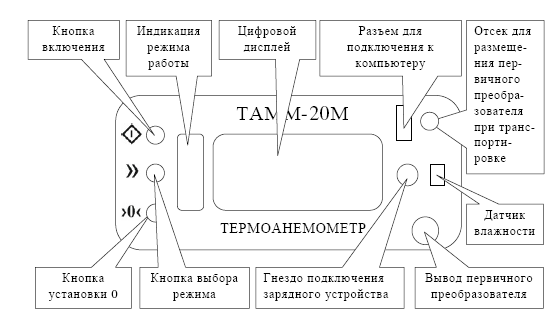 Кнопка
включения
Индикация
режима
работы
Цифровой
дисплей
Разъем для
подключения к
компьютеру
Отсек для
размеще-
ния пер-
вичного
преобра-
зователя
при транс-
порти-
ровке
ТАММ-20М
»
›0‹
ТЕРМОАНЕМОМЕТР
Датчик
влажности
Кнопка
установки 0
Кнопка выбора
режима
Гнездо подключения
зарядного устройства
Вывод первичного
преобразователя